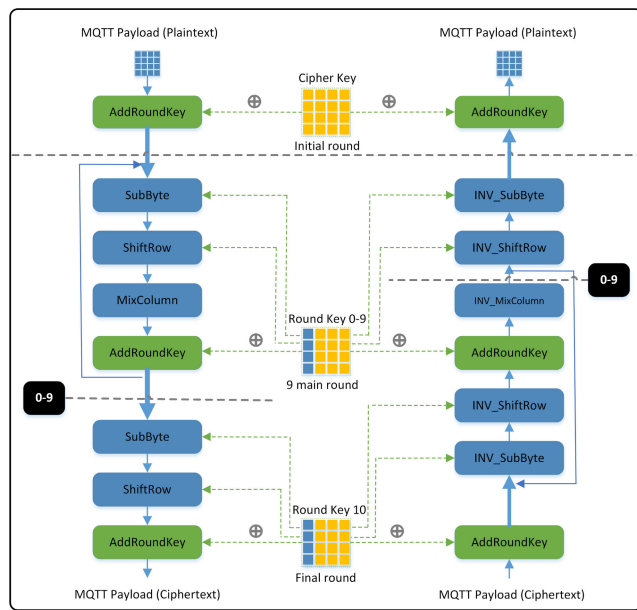 MQTT Payload (Plaintext)
MQTT Payload (Plaintext)
Cipher Key
AddRoundKey
⊕
⊕
AddRoundKey
Initial round
SubByte
INV_SubByte
ShiftRow
INV_ShiftRow
0-9
MixColumn
INV_MixColumn
Round Key 0-9
AddRoundKey
⊕
⊕
AddRoundKey
9 main round
0-9
INV_ShiftRow
SubByte
INV_SubByte
ShiftRow
Round Key 10
AddRoundKey
⊕
⊕
AddRoundKey
Final round
MQTT Payload (Ciphertext)
MQTT Payload (Ciphertext)